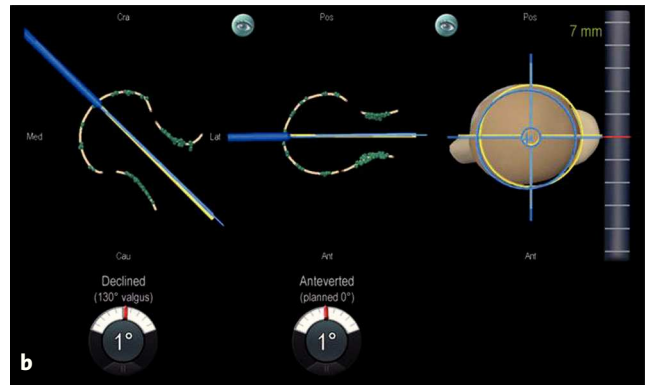 Cra
Pos
Pos
7 mm
Med
Lat
Cau
Ant
Ant
Declined
(130° valgus)
1°
Anteverted
(planned 0°)
1°
b